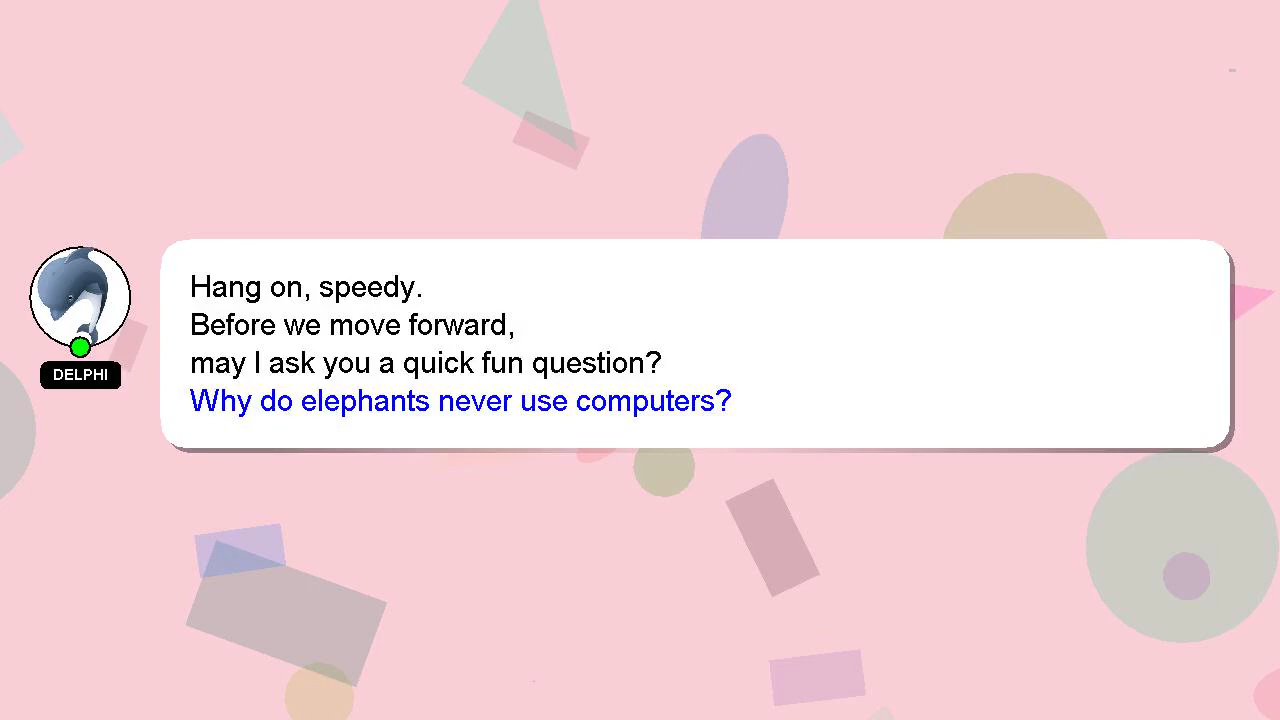 Hang on, speedy.
Before we move forward,
may I ask you a quick fun question?
Why do elephants never use computers?
DELPHI